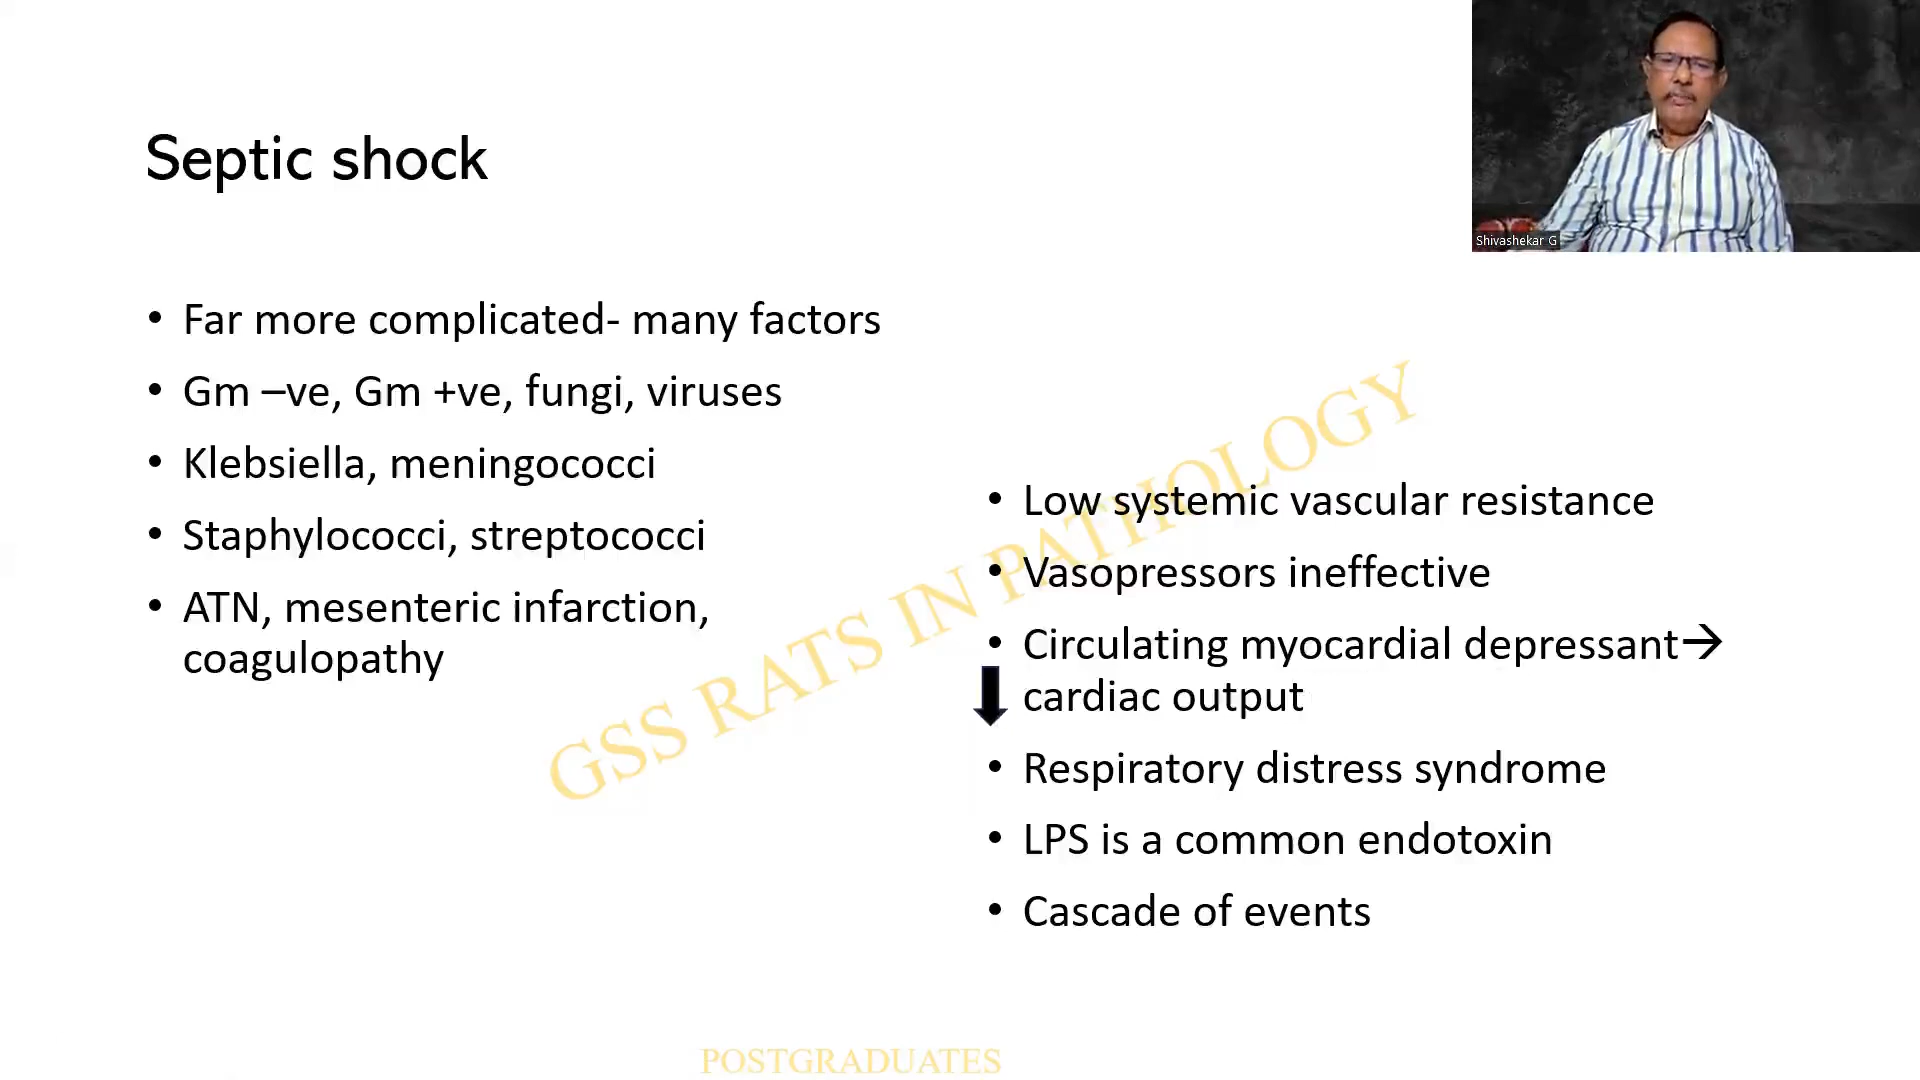 Septic shock
• Far more complicated- many factors
• Gm –ve, Gm +ve, fungi, viruses
• Klebsiella, meningococci
• Staphylococci, streptococci
• ATN, mesenteric infarction,
coagulopathy
• Low systemic vascular resistance
• Vasopressors ineffective
• Circulating myocardial depressant→
cardiac output
• Respiratory distress syndrome
• LPS is a common endotoxin
• Cascade of events
GSS RATS IN PATHOLOGY
POSTGRADUATES
Shivashekar G